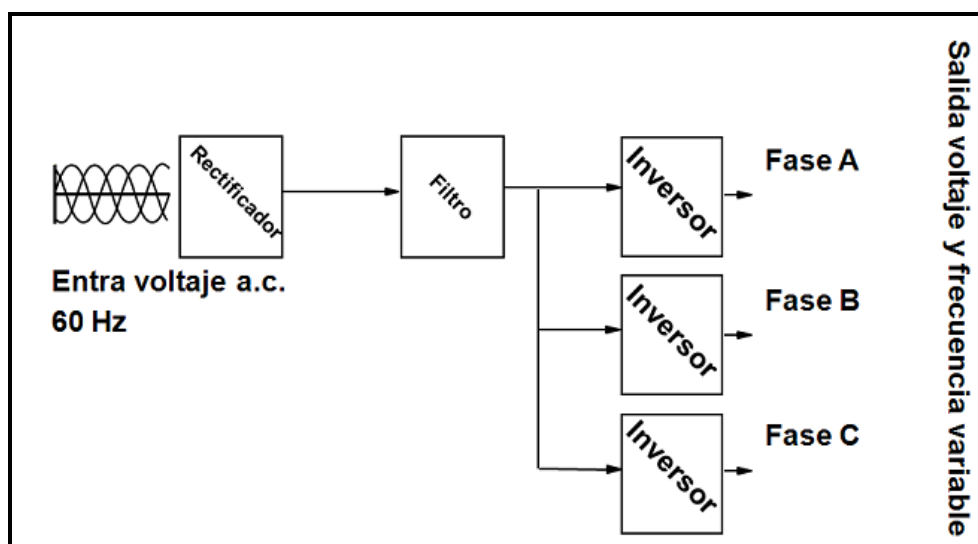 Rectificador
Filtro
Inversor
Fase A
Entra voltaje a.c.
60 Hz
Inversor
Fase B
Inversor
Fase C
Salida voltaje y frecuencia variable